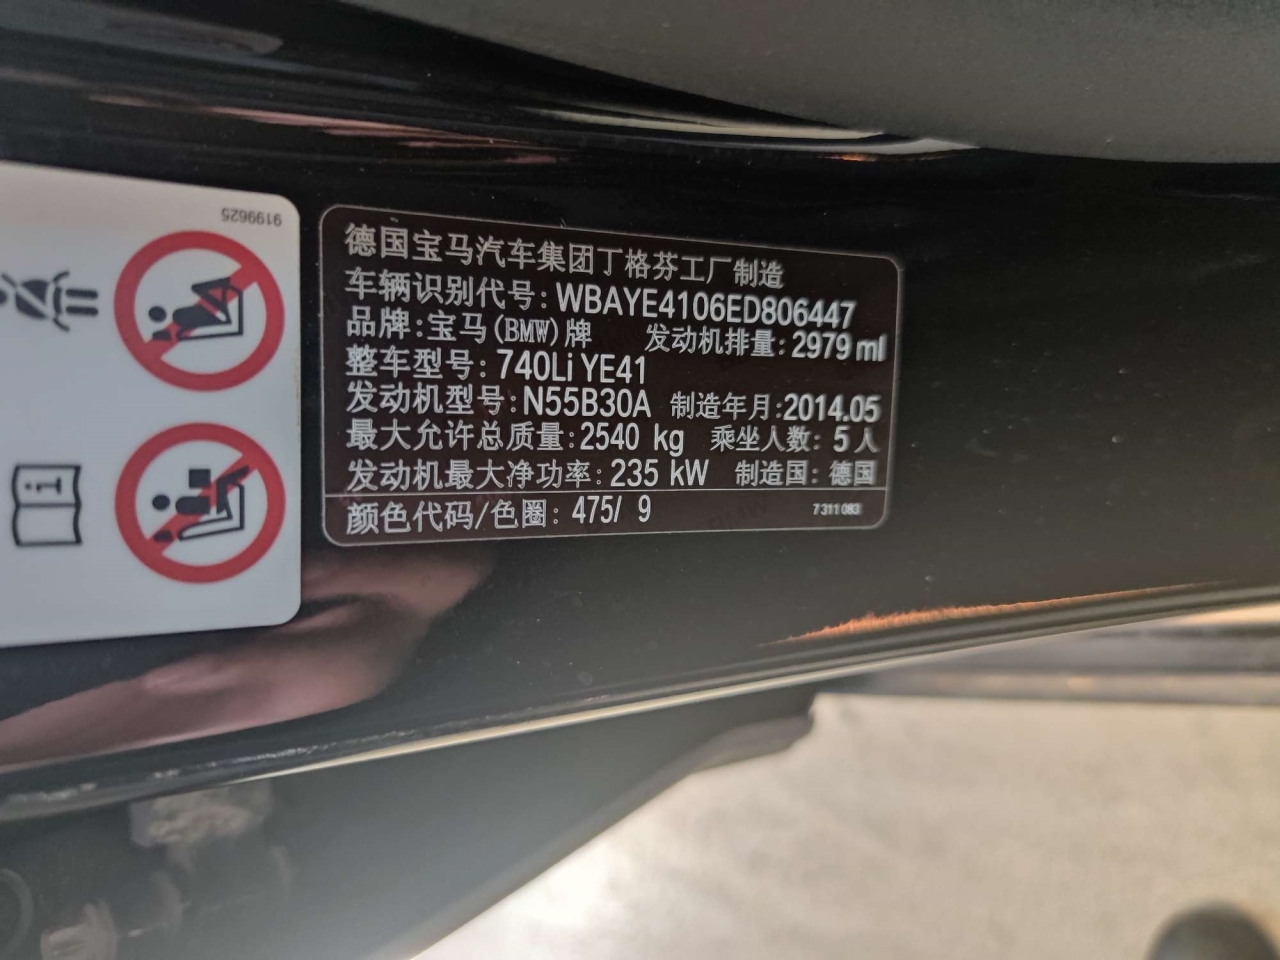 9199625
德国宝马汽车集团丁格芬工厂制造
车辆识别代号: WBAYE4106ED806447
品牌:宝马(BMW)牌 发动机排量: 2979 ml
整车型号: 740Li YE41
发动机型号: N55B30A 制造年月:2014.05
最大允许总质量: 2540 kg 乘坐人数: 5人
发动机最大净功率: 235 kW 制造国: 德国
颜色代码/色圈: 475/ 9 7311083